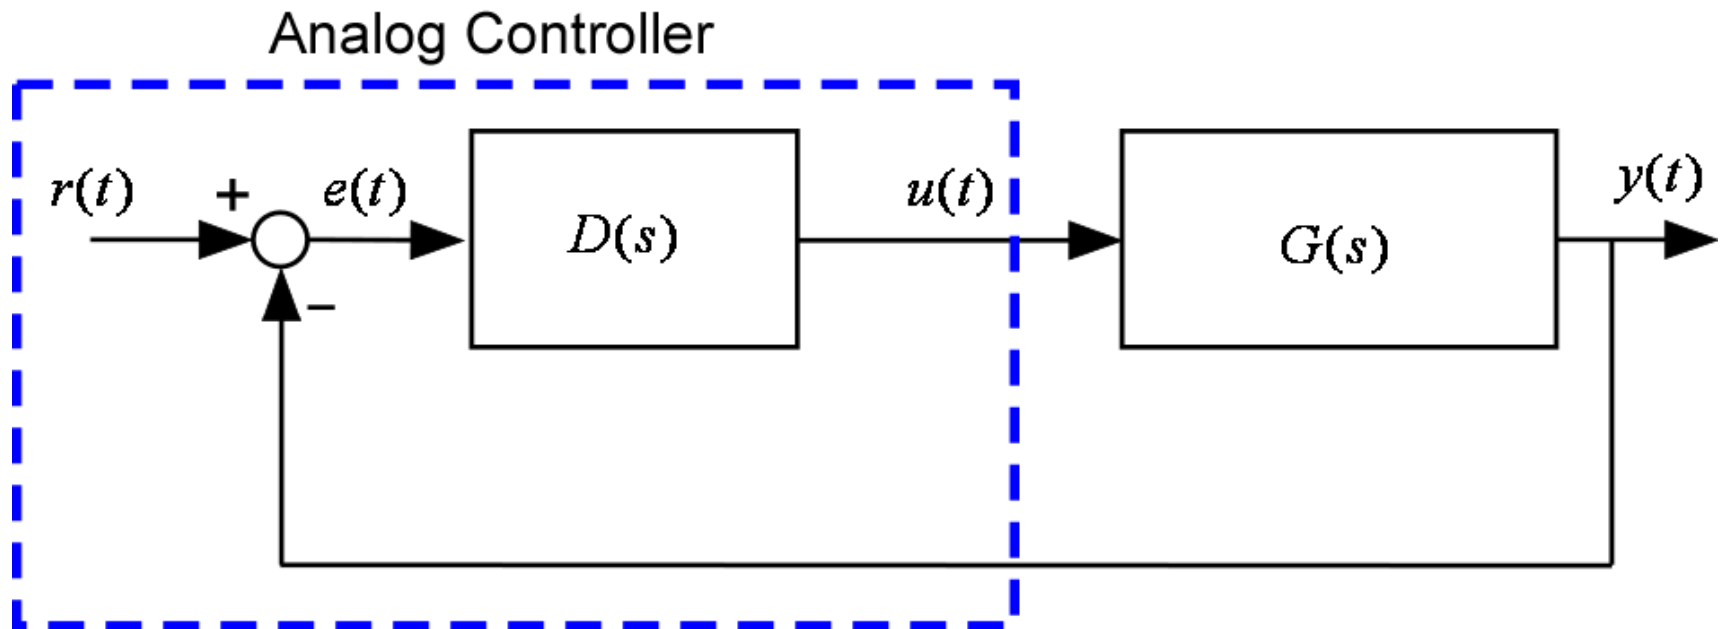 Analog Controller
r(t) + e(t) D(s) u(t) G(s) y(t)
−